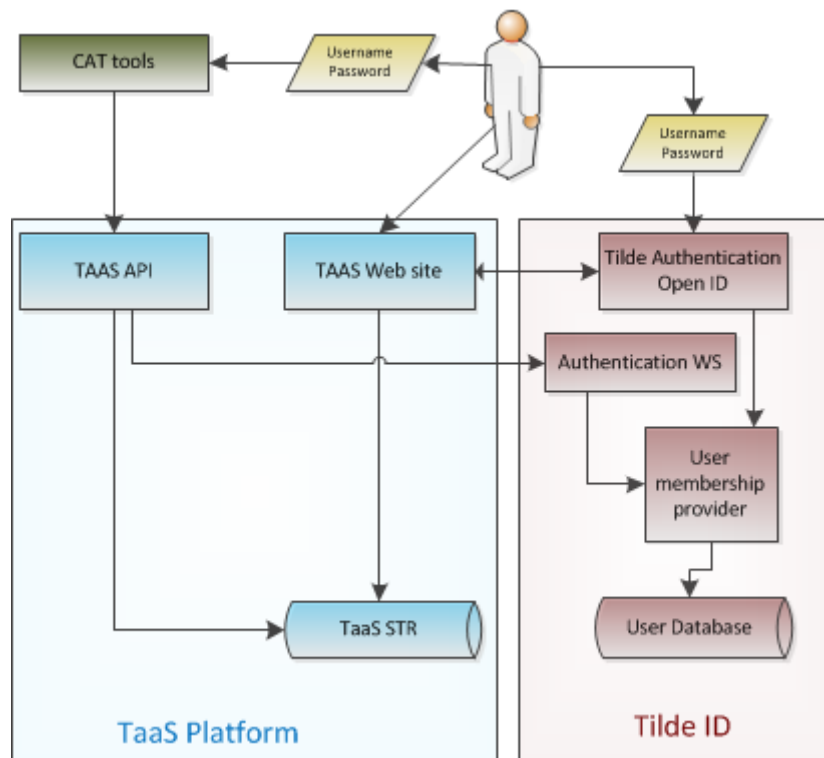 CAT tools
Username
Password
Username
Password
TAAS API
TAAS Web site
Tilde Authentication
Open ID
Authentication WS
User
membership
provider
TaaS STR
User Database
TaaS Platform
Tilde ID